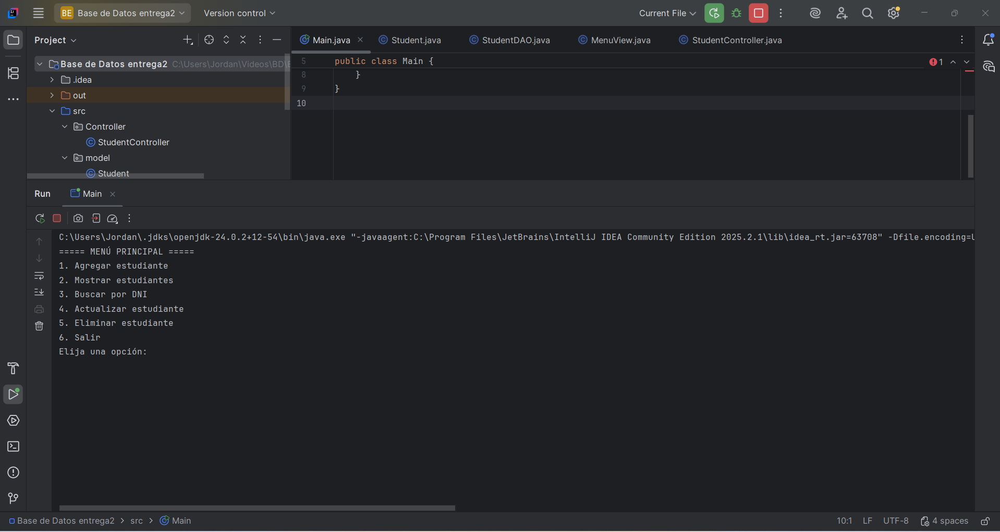 BE Base de Datos entrega2 Version control Current File
Project
Main.java Student.java StudentDAO.java MenuView.java StudentController.java
Base de Datos entrega2 C:\Users\Jordan\Videos\BD\
.idea
out
src
Controller
StudentController
model
Student
5 public class Main {
1
8 }
9 }
10
Run Main
C:\Users\Jordan\.jdks\openjdk-24.0.2+12-54\bin\java.exe "-javaagent:C:\Program Files\JetBrains\IntelliJ IDEA Community Edition 2025.2.1\lib\idea_rt.jar=63708" -Dfile.encoding=U
===== MENÚ PRINCIPAL =====
1. Agregar estudiante
2. Mostrar estudiantes
3. Buscar por DNI
4. Actualizar estudiante
5. Eliminar estudiante
6. Salir
Elija una opción:
Base de Datos entrega2 > src > Main
10:1 LF UTF-8 4 spaces